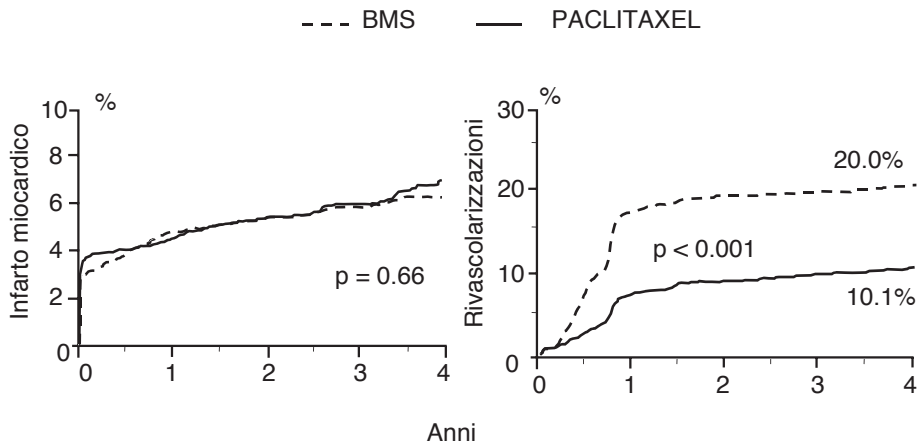 BMS PACLITAXEL
%
10
8
6
4
2
0
Infarto miocardico
p = 0.66
0 1 2 3 4
%
30
20
10
0
Rivascolarizzazioni
20.0%
p < 0.001
10.1%
0 1 2 3 4
Anni